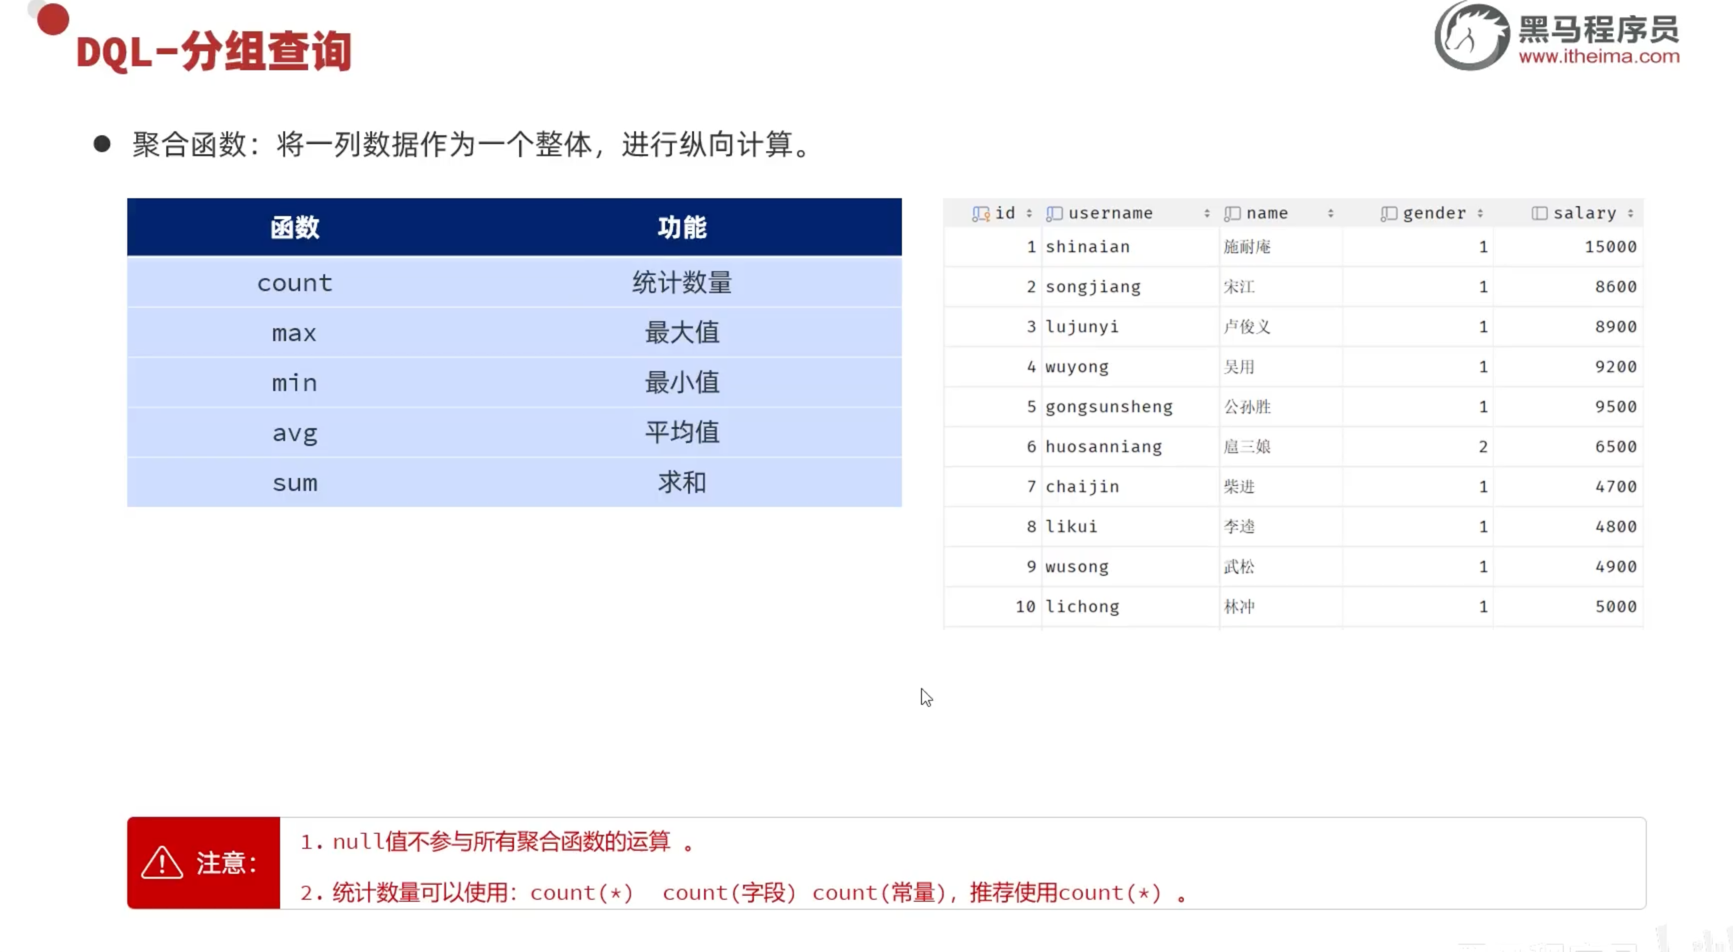 DQL-分组查询
黑马程序员
www.itheima.com
聚合函数：将一列数据作为一个整体，进行纵向计算。
函数 功能
count 统计数量
max 最大值
min 最小值
avg 平均值
sum 求和
id username name gender salary
1 shinaian 施耐庵 1 15000
2 songjiang 宋江 1 8600
3 lujunyi 卢俊义 1 8900
4 wuyong 吴用 1 9200
5 gongsunsheng 公孙胜 1 9500
6 huosanniang 扈三娘 2 6500
7 chaijin 柴进 1 4700
8 likui 李逵 1 4800
9 wusong 武松 1 4900
10 lichong 林冲 1 5000
注意：
1. null值不参与所有聚合函数的运算 。
2. 统计数量可以使用：count(*) count(字段) count(常量)，推荐使用count(*) 。